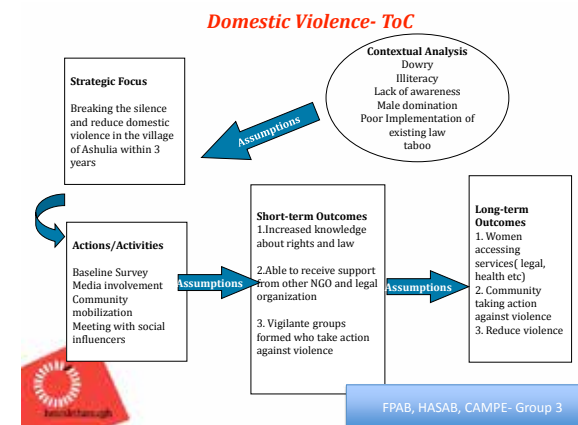 Domestic Violence- ToC
Contextual Analysis
Dowry
Illiteracy
Lack of awareness
Male domination
Poor Implementation of
existing law
taboo
Assumptions
Strategic Focus
Breaking the silence
and reduce domestic
violence in the village
of Ashulia within 3
years
Actions/Activities
Baseline Survey
Media involvement
Community
mobilization
Meeting with social
influencers
Assumptions
Short-term Outcomes
1.Increased knowledge
about rights and law
2.Able to receive support
from other NGO and legal
organization
3. Vigilante groups
formed who take action
against violence
Assumptions
Long-term
Outcomes
1. Women
accessing
services( legal,
health etc)
2. Community
taking action
against violence
3. Reduce violence
breakthrough
FPAB, HASAB, CAMPE- Group 3